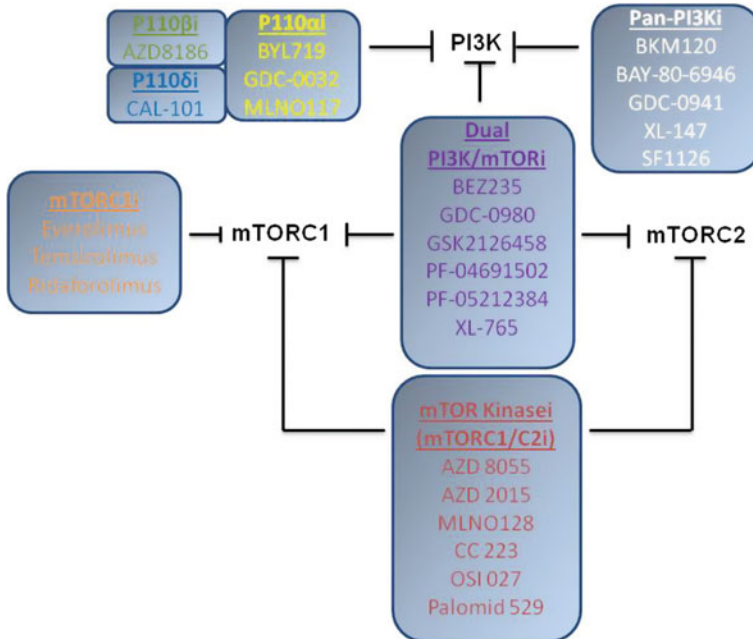 P110βi
AZD8186
P110δi
CAL-101
P110αi
BYL719
GDC-0032
MLNO117
PI3K
Pan-PI3Ki
BKM120
BAY-80-6946
GDC-0941
XL-147
SF1126
Dual
PI3K/mTORi
BEZ235
GDC-0980
GSK2126458
PF-04691502
PF-05212384
XL-765
mTORC1i
Everolimus
Temsirolimus
Ridaforolimus
mTORC1
mTORC2
mTOR Kinasei
(mTORC1/C2i)
AZD 8055
AZD 2015
MLNO128
CC 223
OSI 027
Palomid 529